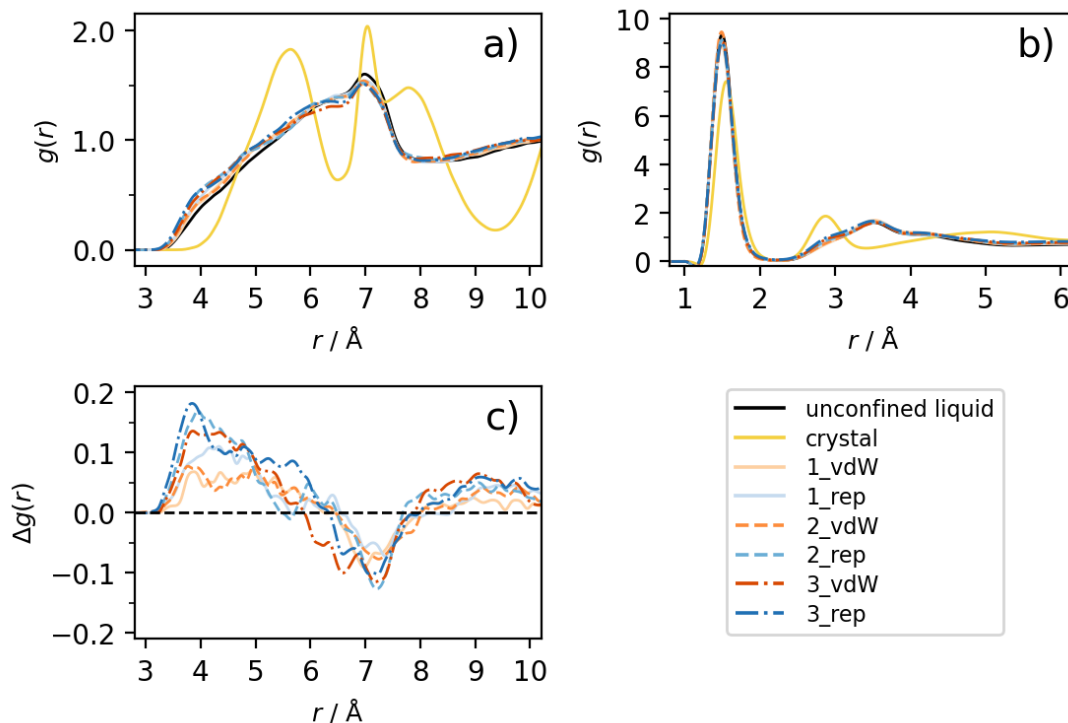 a)
2.0
1.0
0.0
g(r)
3 4 5 6 7 8 9 10
r / Å
b)
10
8
6
4
2
0
g(r)
1 2 3 4 5 6
r / Å
c)
0.2
0.1
0.0
−0.1
−0.2
Δg(r)
3 4 5 6 7 8 9 10
r / Å
unconfined liquid
crystal
1_vdW
1_rep
2_vdW
2_rep
3_vdW
3_rep